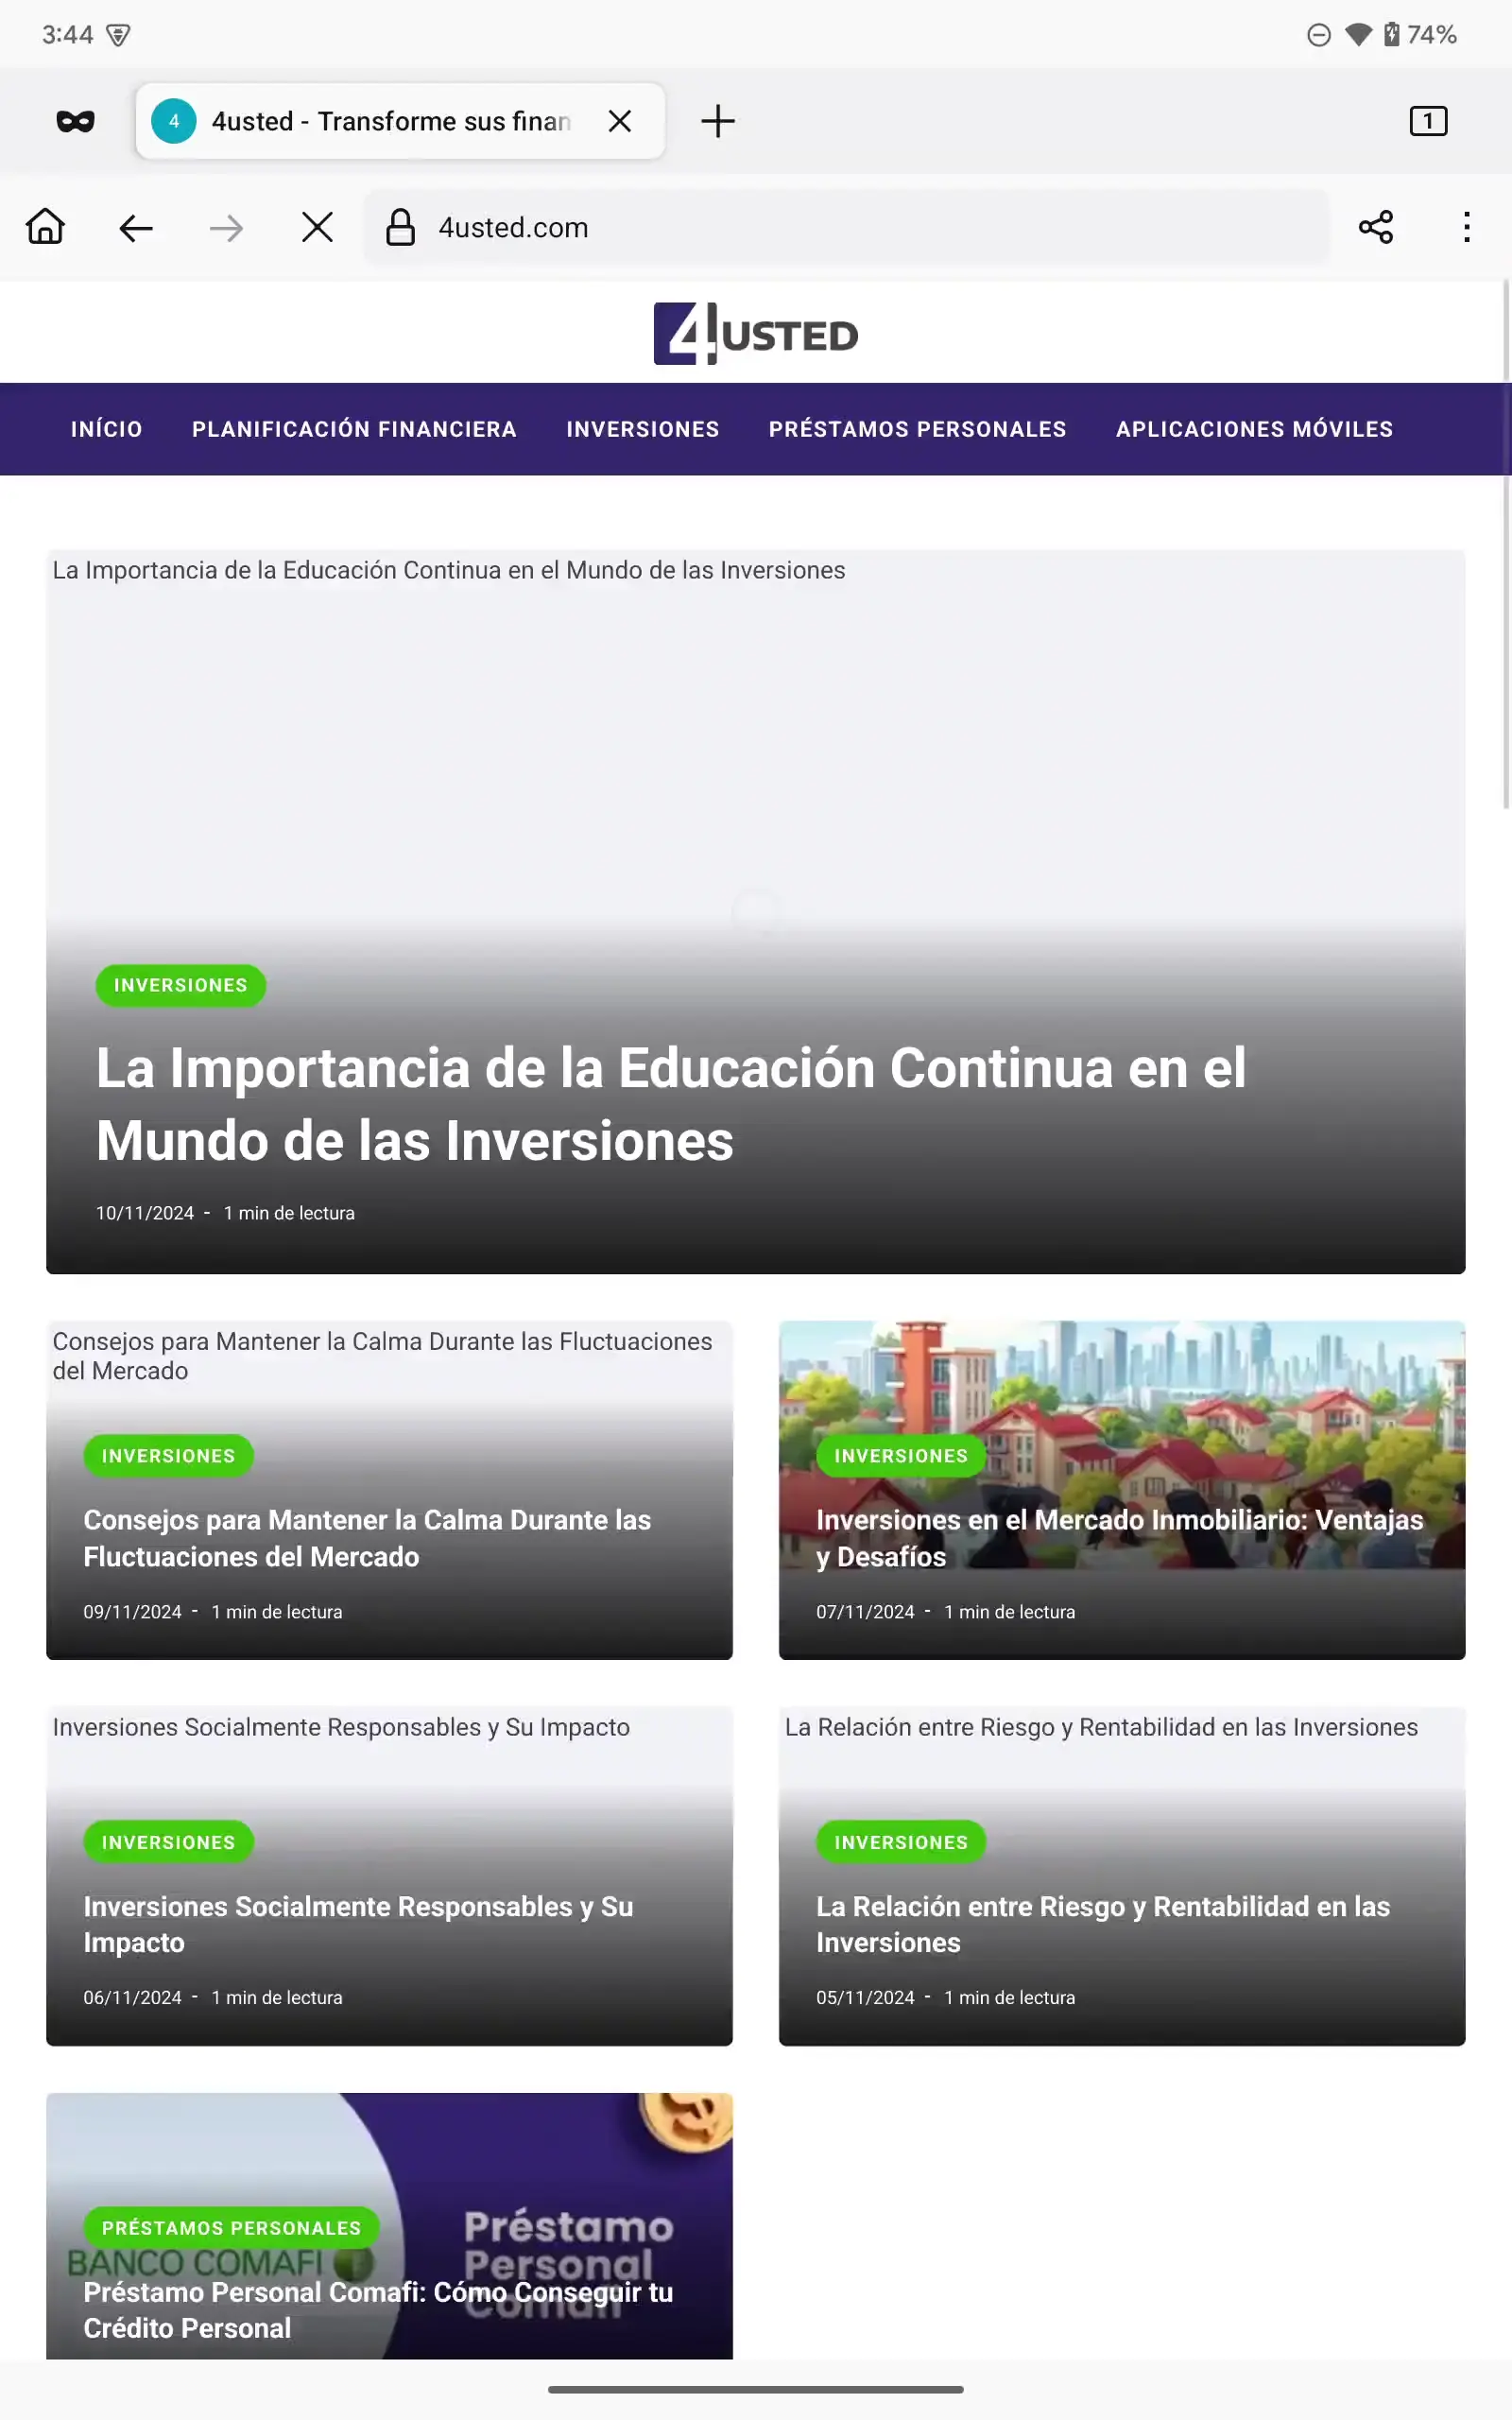 3:44
74%
4
4usted - Transforme sus finan
1
4usted.com
4USTED
INÍCIO
PLANIFICACIÓN FINANCIERA
INVERSIONES
PRÉSTAMOS PERSONALES
APLICACIONES MÓVILES
La Importancia de la Educación Continua en el Mundo de las Inversiones
INVERSIONES
La Importancia de la Educación Continua en el
Mundo de las Inversiones
10/11/2024 - 1 min de lectura
Consejos para Mantener la Calma Durante las Fluctuaciones
del Mercado
INVERSIONES
Consejos para Mantener la Calma Durante las
Fluctuaciones del Mercado
09/11/2024 - 1 min de lectura
INVERSIONES
Inversiones en el Mercado Inmobiliario: Ventajas
y Desafíos
07/11/2024 - 1 min de lectura
Inversiones Socialmente Responsables y Su Impacto
INVERSIONES
Inversiones Socialmente Responsables y Su
Impacto
06/11/2024 - 1 min de lectura
La Relación entre Riesgo y Rentabilidad en las Inversiones
INVERSIONES
La Relación entre Riesgo y Rentabilidad en las
Inversiones
05/11/2024 - 1 min de lectura
PRÉSTAMOS PERSONALES
BANCO COMAFI
Préstamo
Personal
Comafi
Préstamo Personal Comafi: Cómo Conseguir tu
Crédito Personal